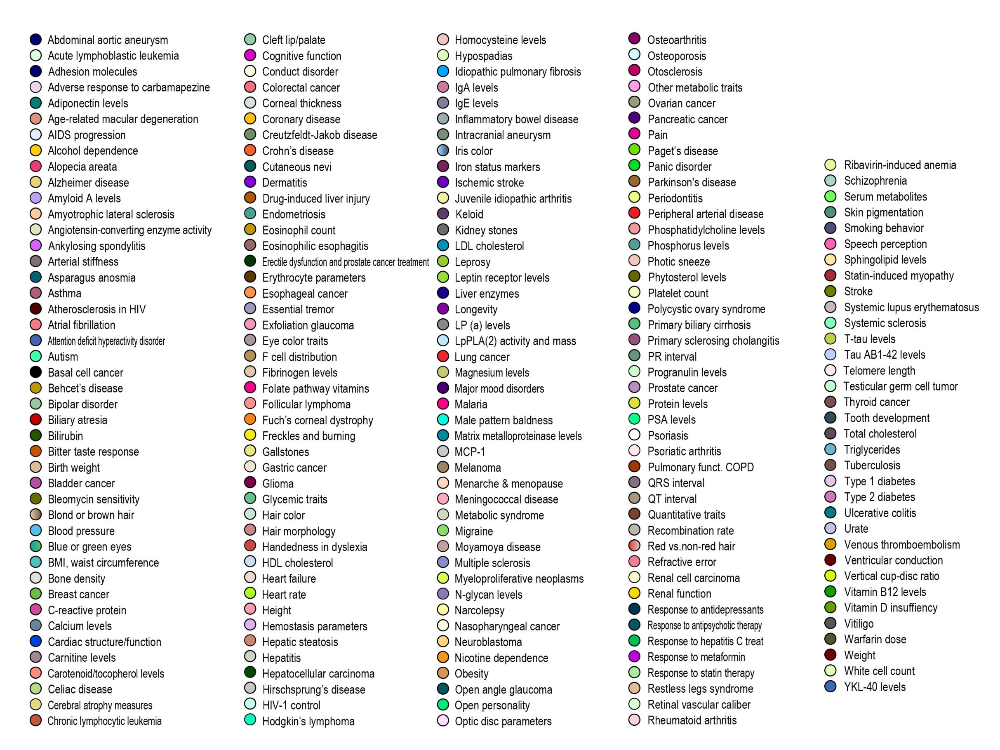 Abdominal aortic aneurysm
Acute lymphoblastic leukemia
Adhesion molecules
Adverse response to carbamapezine
Adiponectin levels
Age-related macular degeneration
AIDS progression
Alcohol dependence
Alopecia areata
Alzheimer disease
Amyloid A levels
Amyotrophic lateral sclerosis
Angiotensin-converting enzyme activity
Ankylosing spondylitis
Arterial stiffness
Asparagus anosmia
Asthma
Atherosclerosis in HIV
Atrial fibrillation
Attention deficit hyperactivity disorder
Autism
Basal cell cancer
Behcet’s disease
Bipolar disorder
Biliary atresia
Bilirubin
Bitter taste response
Birth weight
Bladder cancer
Bleomycin sensitivity
Blond or brown hair
Blood pressure
Blue or green eyes
BMI, waist circumference
Bone density
Breast cancer
C-reactive protein
Calcium levels
Cardiac structure/function
Carnitine levels
Carotenoid/tocopherol levels
Celiac disease
Cerebral atrophy measures
Chronic lymphocytic leukemia
Cleft lip/palate
Cognitive function
Conduct disorder
Colorectal cancer
Corneal thickness
Coronary disease
Creutzfeldt-Jakob disease
Crohn’s disease
Cutaneous nevi
Dermatitis
Drug-induced liver injury
Endometriosis
Eosinophil count
Eosinophilic esophagitis
Erectile dysfunction and prostate cancer treatment
Erythrocyte parameters
Esophageal cancer
Essential tremor
Exfoliation glaucoma
Eye color traits
F cell distribution
Fibrinogen levels
Folate pathway vitamins
Follicular lymphoma
Fuch’s corneal dystrophy
Freckles and burning
Gallstones
Gastric cancer
Glioma
Glycemic traits
Hair color
Hair morphology
Handedness in dyslexia
HDL cholesterol
Heart failure
Heart rate
Height
Hemostasis parameters
Hepatic steatosis
Hepatitis
Hepatocellular carcinoma
Hirschsprung’s disease
HIV-1 control
Hodgkin’s lymphoma
Homocysteine levels
Hypospadias
Idiopathic pulmonary fibrosis
IgA levels
IgE levels
Inflammatory bowel disease
Intracranial aneurysm
Iris color
Iron status markers
Ischemic stroke
Juvenile idiopathic arthritis
Keloid
Kidney stones
LDL cholesterol
Leprosy
Leptin receptor levels
Liver enzymes
Longevity
LP (a) levels
LpPLA(2) activity and mass
Lung cancer
Magnesium levels
Major mood disorders
Malaria
Male pattern baldness
Matrix metalloproteinase levels
MCP-1
Melanoma
Menarche & menopause
Meningococcal disease
Metabolic syndrome
Migraine
Moyamoya disease
Multiple sclerosis
Myeloproliferative neoplasms
N-glycan levels
Narcolepsy
Nasopharyngeal cancer
Neuroblastoma
Nicotine dependence
Obesity
Open angle glaucoma
Open personality
Optic disc parameters
Osteoarthritis
Osteoporosis
Otosclerosis
Other metabolic traits
Ovarian cancer
Pancreatic cancer
Pain
Paget’s disease
Panic disorder
Parkinson's disease
Periodontitis
Peripheral arterial disease
Phosphatidylcholine levels
Phosphorus levels
Photic sneeze
Phytosterol levels
Platelet count
Polycystic ovary syndrome
Primary biliary cirrhosis
Primary sclerosing cholangitis
PR interval
Progranulin levels
Prostate cancer
Protein levels
PSA levels
Psoriasis
Psoriatic arthritis
Pulmonary funct. COPD
QRS interval
QT interval
Quantitative traits
Recombination rate
Red vs.non-red hair
Refractive error
Renal cell carcinoma
Renal function
Response to antidepressants
Response to antipsychotic therapy
Response to hepatitis C treat
Response to metaformin
Response to statin therapy
Restless legs syndrome
Retinal vascular caliber
Rheumatoid arthritis
Ribavirin-induced anemia
Schizophrenia
Serum metabolites
Skin pigmentation
Smoking behavior
Speech perception
Sphingolipid levels
Statin-induced myopathy
Stroke
Systemic lupus erythematosus
Systemic sclerosis
T-tau levels
Tau AB1-42 levels
Telomere length
Testicular germ cell tumor
Thyroid cancer
Tooth development
Total cholesterol
Triglycerides
Tuberculosis
Type 1 diabetes
Type 2 diabetes
Ulcerative colitis
Urate
Venous thromboembolism
Ventricular conduction
Vertical cup-disc ratio
Vitamin B12 levels
Vitamin D insuffiency
Vitiligo
Warfarin dose
Weight
White cell count
YKL-40 levels